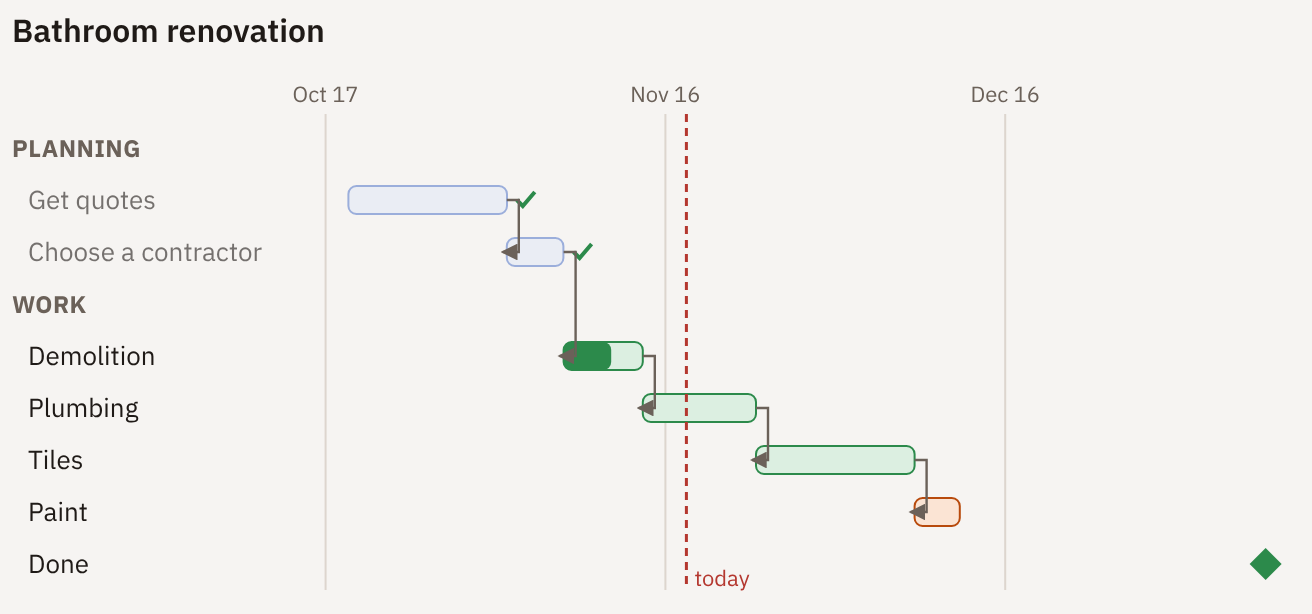 Bathroom renovation
Oct 17 Nov 16 Dec 16
PLANNING
Get quotes
Choose a contractor
WORK
Demolition
Plumbing
Tiles
Paint
Done
today